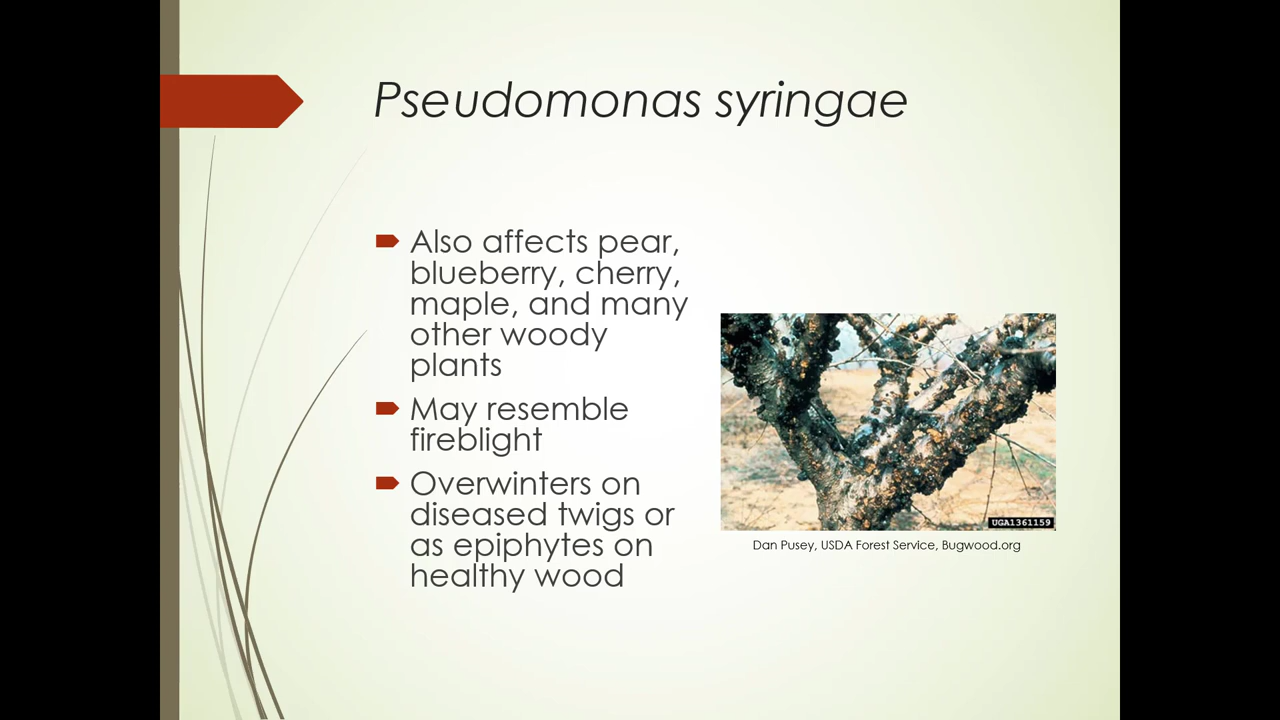 Pseudomonas syringae
Also affects pear,
blueberry, cherry,
maple, and many
other woody
plants
May resemble
fireblight
Overwinters on
diseased twigs or
as epiphytes on
healthy wood
UGA1361159
Dan Pusey, USDA Forest Service, Bugwood.org